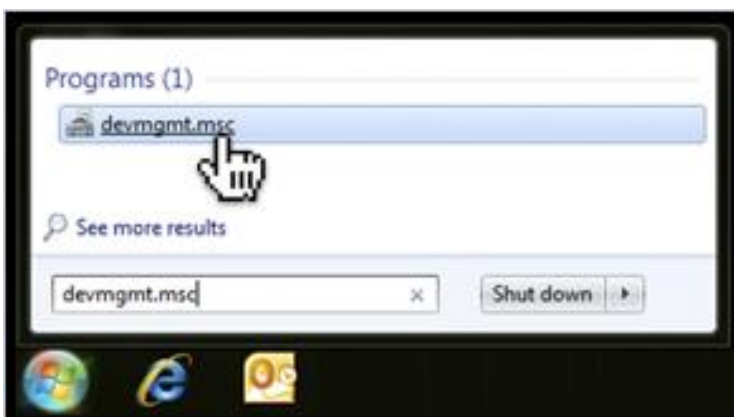 Programs (1)
devmgmt.msc
See more results
devmgmt.msc
Shut down